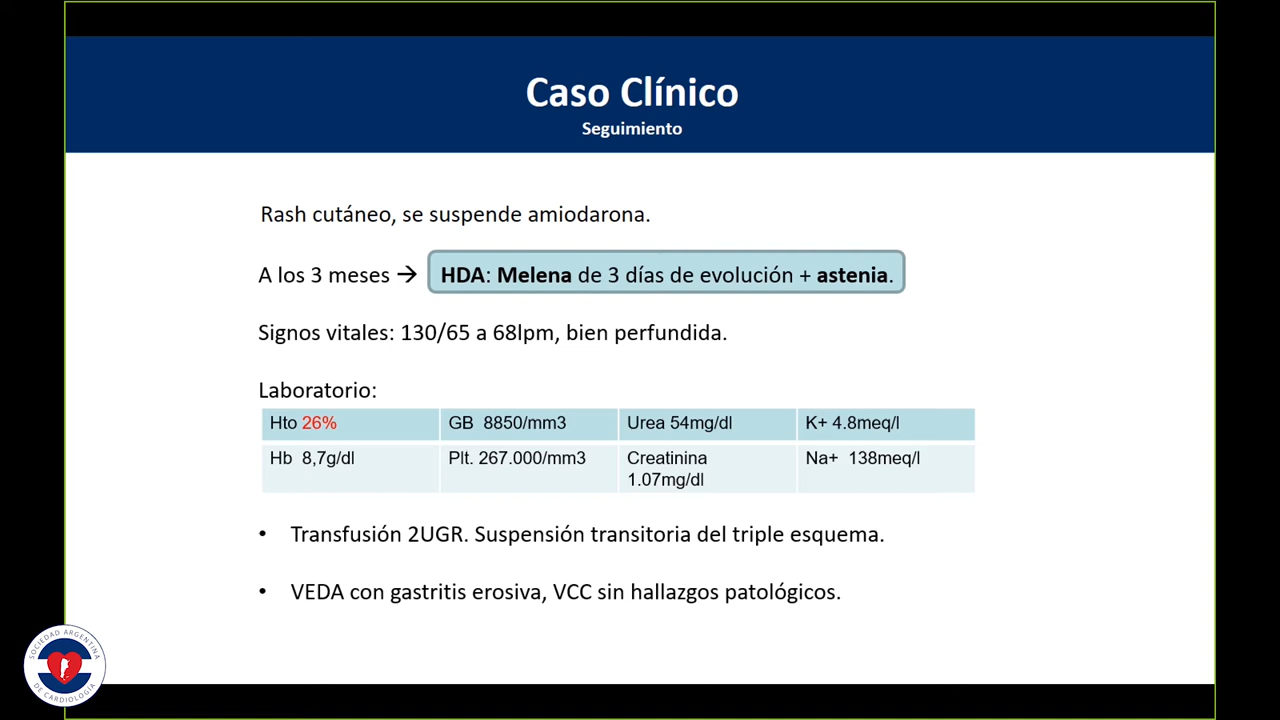 Caso Clínico
Seguimiento
Rash cutáneo, se suspende amiodarona.
A los 3 meses → HDA: Melena de 3 días de evolución + astenia.
Signos vitales: 130/65 a 68lpm, bien perfundida.
Laboratorio:
Hto 26% GB 8850/mm3 Urea 54mg/dl K+ 4.8meq/l
Hb 8,7g/dl Plt. 267.000/mm3 Creatinina 1.07mg/dl Na+ 138meq/l
• Transfusión 2UGR. Suspensión transitoria del triple esquema.
• VEDA con gastritis erosiva, VCC sin hallazgos patológicos.
SOCIEDAD ARGENTINA
DE CARDIOLOGÍA